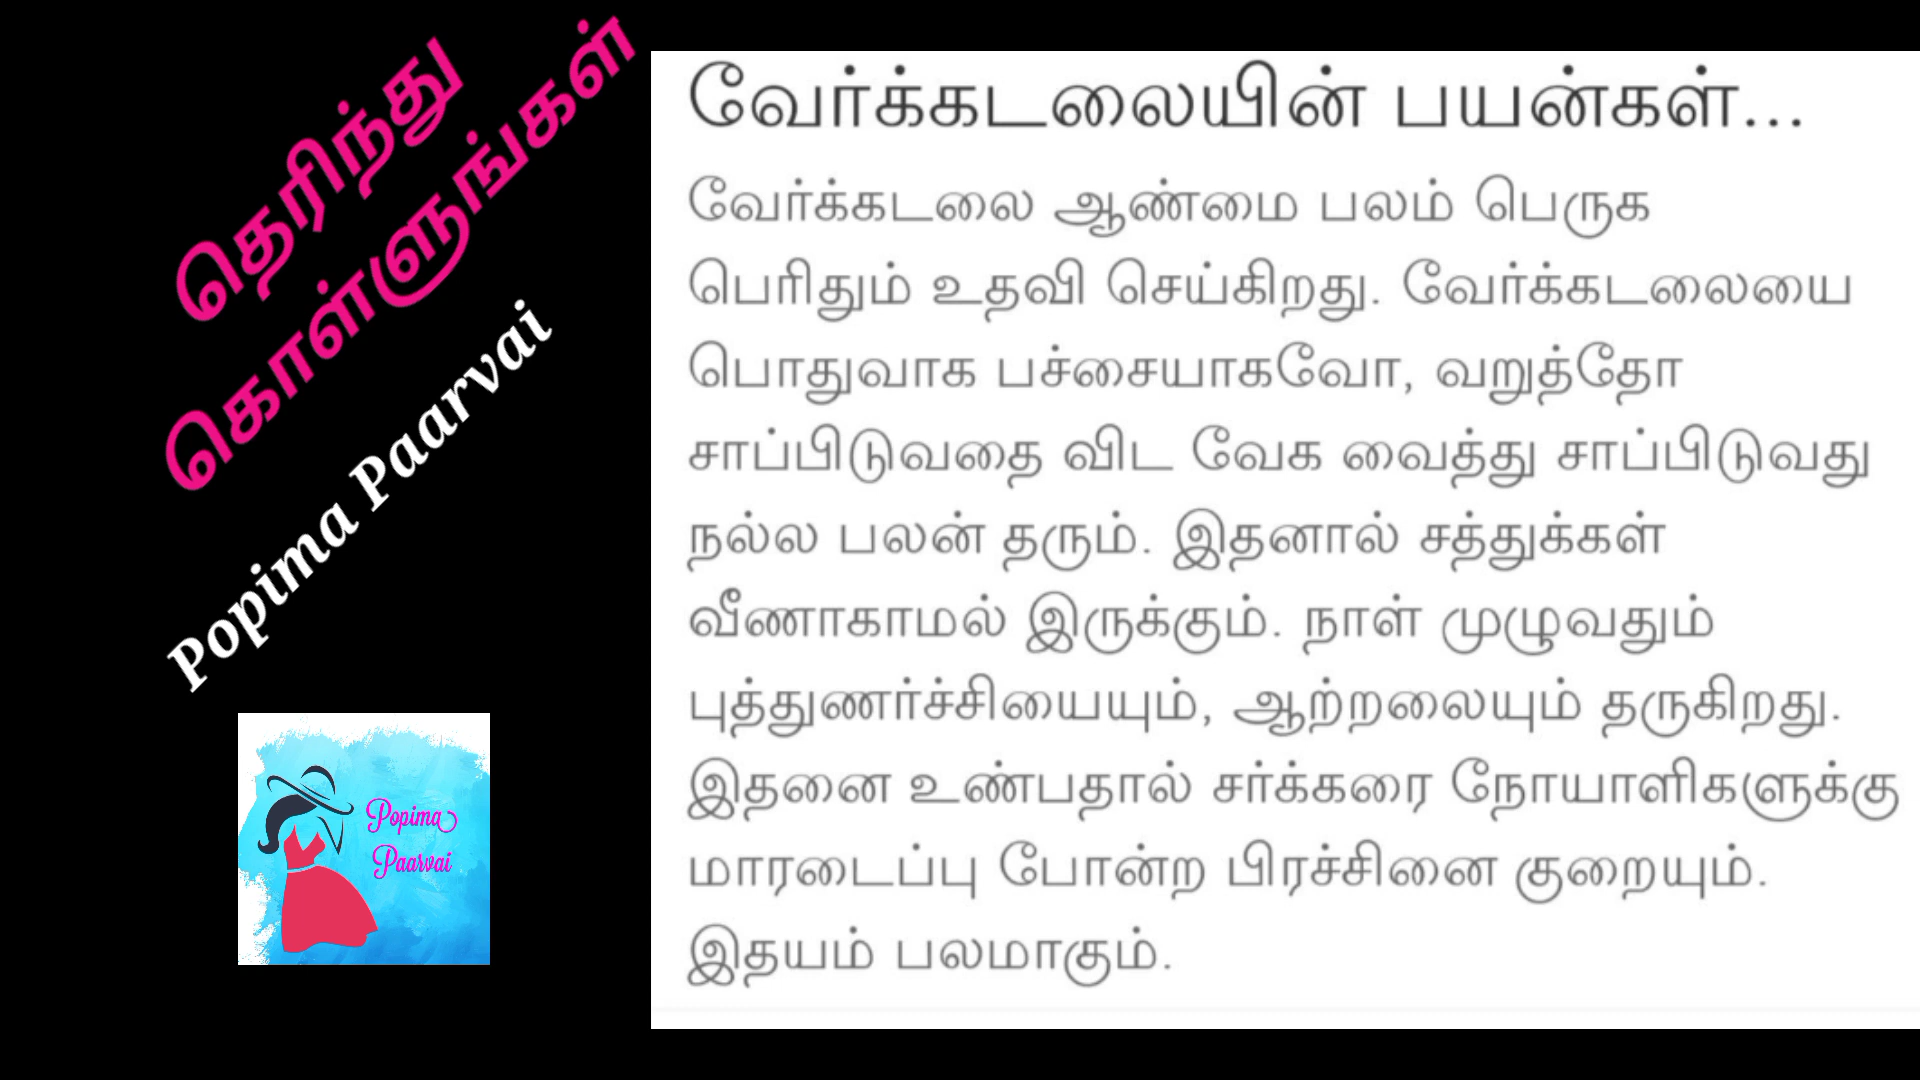 தெரிந்து
கொள்ளுங்கள்
Popima Paarvai
Popima
Paarvai
வேர்க்கடலையின் பயன்கள்...
வேர்க்கடலை ஆண்மை பலம் பெருக
பெரிதும் உதவி செய்கிறது. வேர்க்கடலையை
பொதுவாக பச்சையாகவோ, வறுத்தோ
சாப்பிடுவதை விட வேக வைத்து சாப்பிடுவது
நல்ல பலன் தரும். இதனால் சத்துக்கள்
வீணாகாமல் இருக்கும். நாள் முழுவதும்
புத்துணர்ச்சியையும், ஆற்றலையும் தருகிறது.
இதனை உண்பதால் சர்க்கரை நோயாளிகளுக்கு
மாரடைப்பு போன்ற பிரச்சினை குறையும்.
இதயம் பலமாகும்.